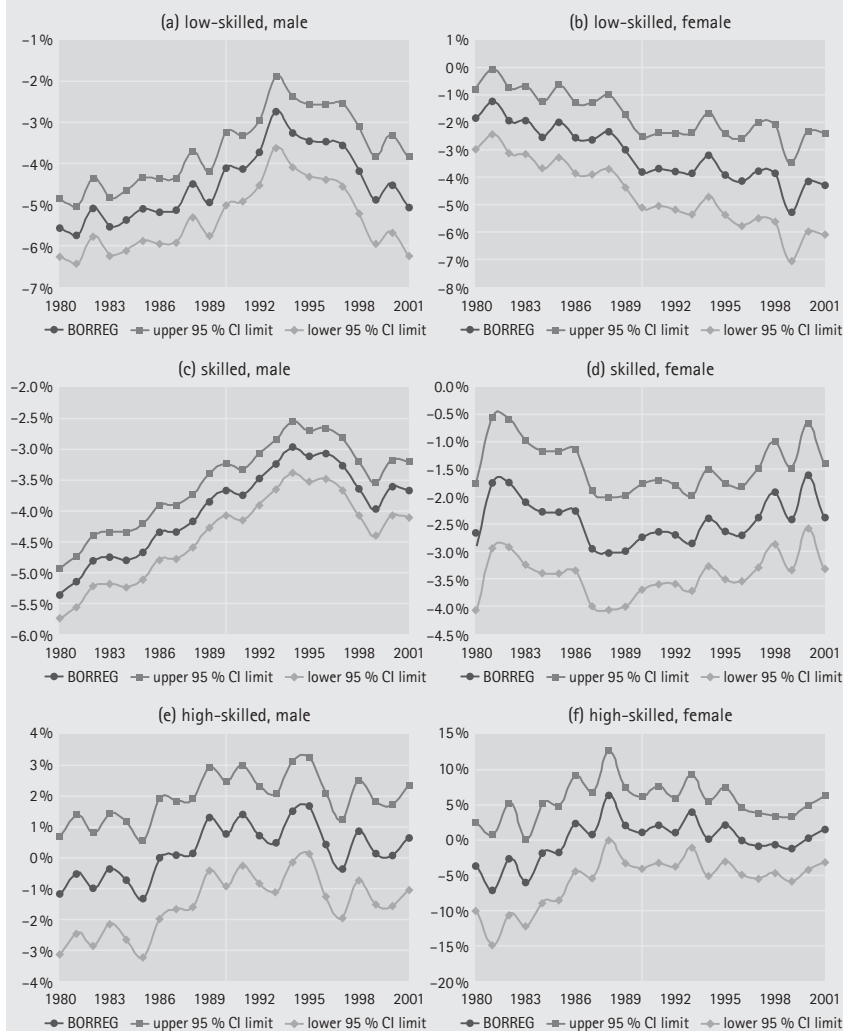 (a) low-skilled, male
−1 %
−2 %
−3 %
−4 %
−5 %
−6 %
−7 %
1980 1983 1986 1989 1992 1995 1998 2001
BORREG upper 95 % CI limit lower 95 % CI limit
(b) low-skilled, female
1 %
0 %
−1 %
−2 %
−3 %
−4 %
−5 %
−6 %
−7 %
−8 %
1980 1983 1986 1989 1992 1995 1998 2001
BORREG upper 95 % CI limit lower 95 % CI limit
(c) skilled, male
−2.0 %
−2.5 %
−3.0 %
−3.5 %
−4.0 %
−4.5 %
−5.0 %
−5.5 %
−6.0 %
1980 1983 1986 1989 1992 1995 1998 2001
BORREG upper 95 % CI limit lower 95 % CI limit
(d) skilled, female
0.0 %
−0.5 %
−1.0 %
−1.5 %
−2.0 %
−2.5 %
−3.0 %
−3.5 %
−4.0 %
−4.5 %
1980 1983 1986 1989 1992 1995 1998 2001
BORREG upper 95 % CI limit lower 95 % CI limit
(e) high-skilled, male
4 %
3 %
2 %
1 %
0 %
−1 %
−2 %
−3 %
−4 %
1980 1983 1986 1989 1992 1995 1998 2001
BORREG upper 95 % CI limit lower 95 % CI limit
(f) high-skilled, female
15 %
10 %
5 %
0 %
−5 %
−10 %
−15 %
−20 %
1980 1983 1986 1989 1992 1995 1998 2001
BORREG upper 95 % CI limit lower 95 % CI limit